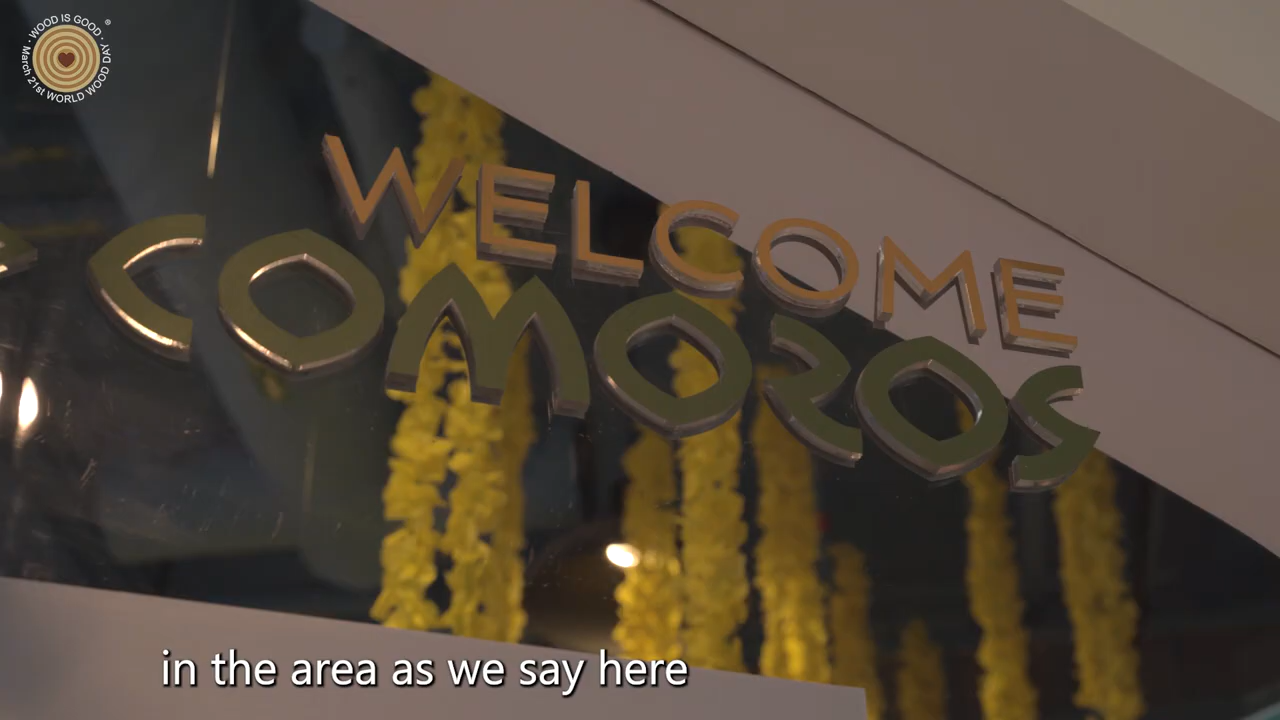 WOOD IS GOOD ®
March 21st WORLD WOOD DAY
WELCOME
COMOROS
in the area as we say here